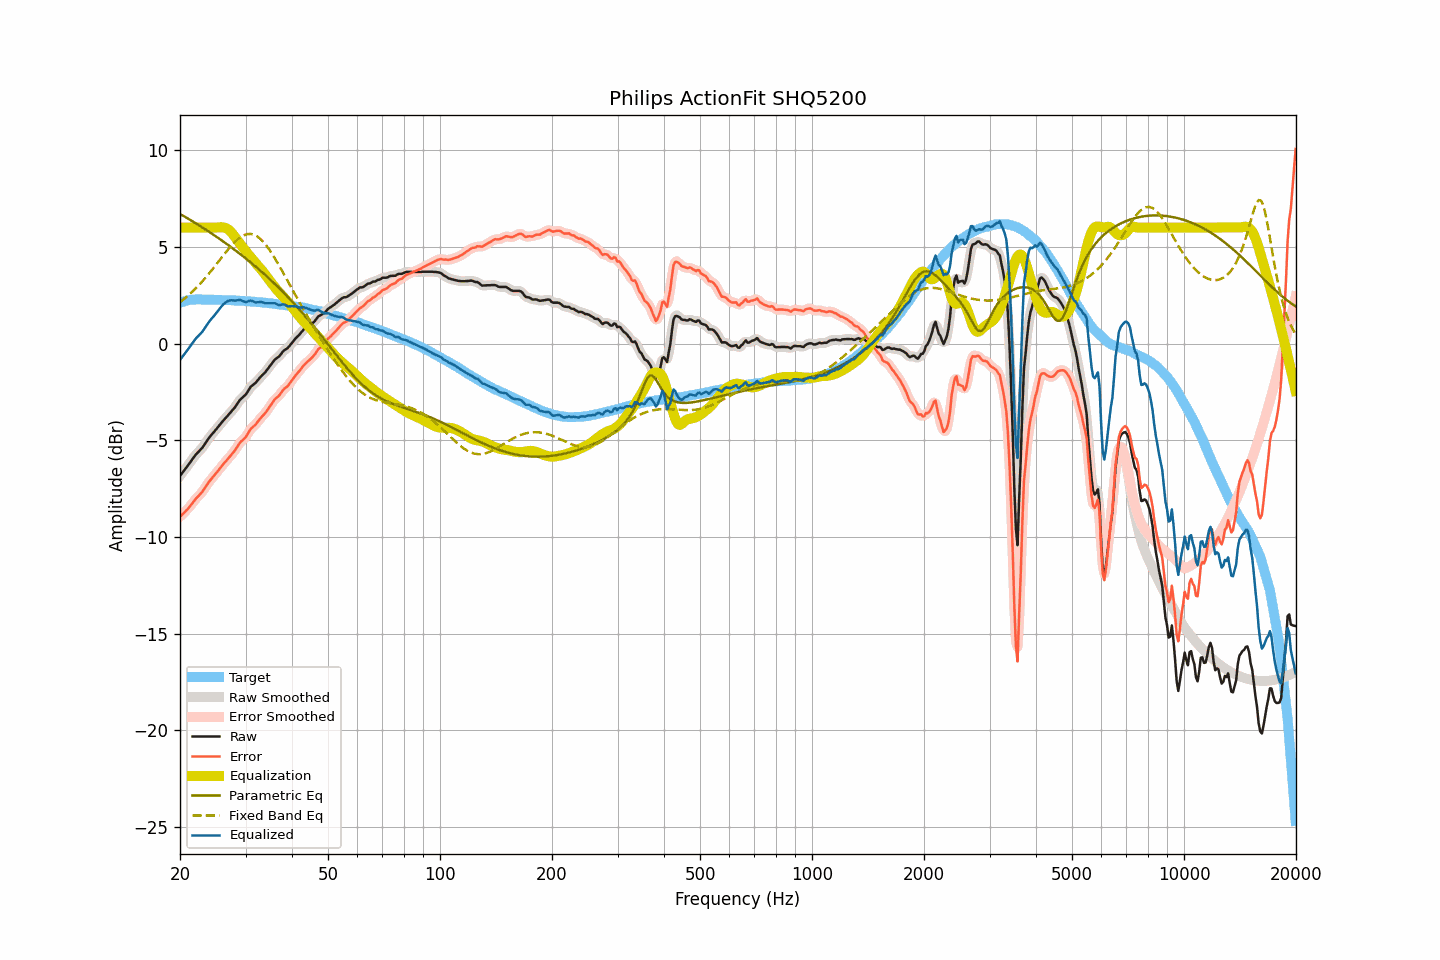 Philips ActionFit SHQ5200
Amplitude (dBr)
10
5
0
−5
−10
−15
−20
−25
Target
Raw Smoothed
Error Smoothed
Raw
Error
Equalization
Parametric Eq
Fixed Band Eq
Equalized
20 50 100 200 500 1000 2000 5000 10000 20000
Frequency (Hz)